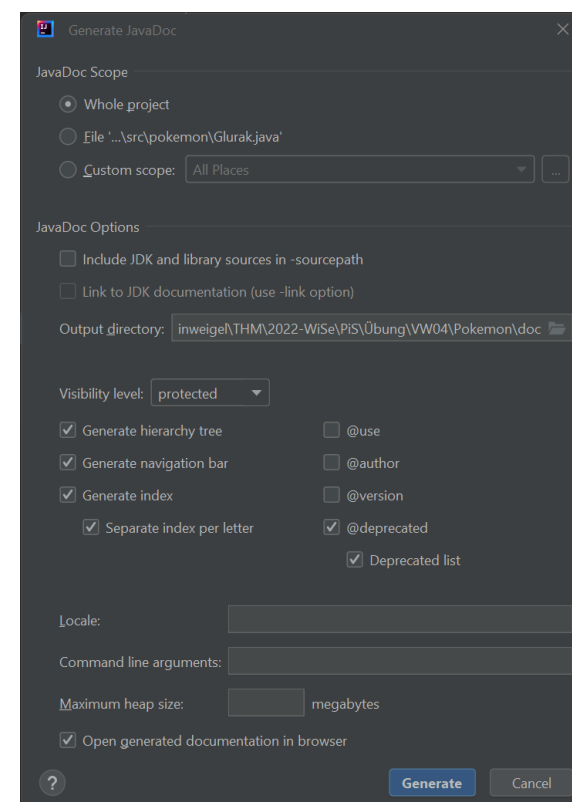 Generate JavaDoc
JavaDoc Scope
Whole project
File '...\src\pokemon\Glurak.java'
Custom scope: All Places ...
JavaDoc Options
Include JDK and library sources in -sourcepath
Link to JDK documentation (use -link option)
Output directory: inweigel\THM\2022-WiSe\PiS\Übung\VW04\Pokemon\doc
Visibility level: protected
Generate hierarchy tree @use
Generate navigation bar @author
Generate index @version
Separate index per letter @deprecated
Deprecated list
Locale:
Command line arguments:
Maximum heap size: megabytes
Open generated documentation in browser
? Generate Cancel